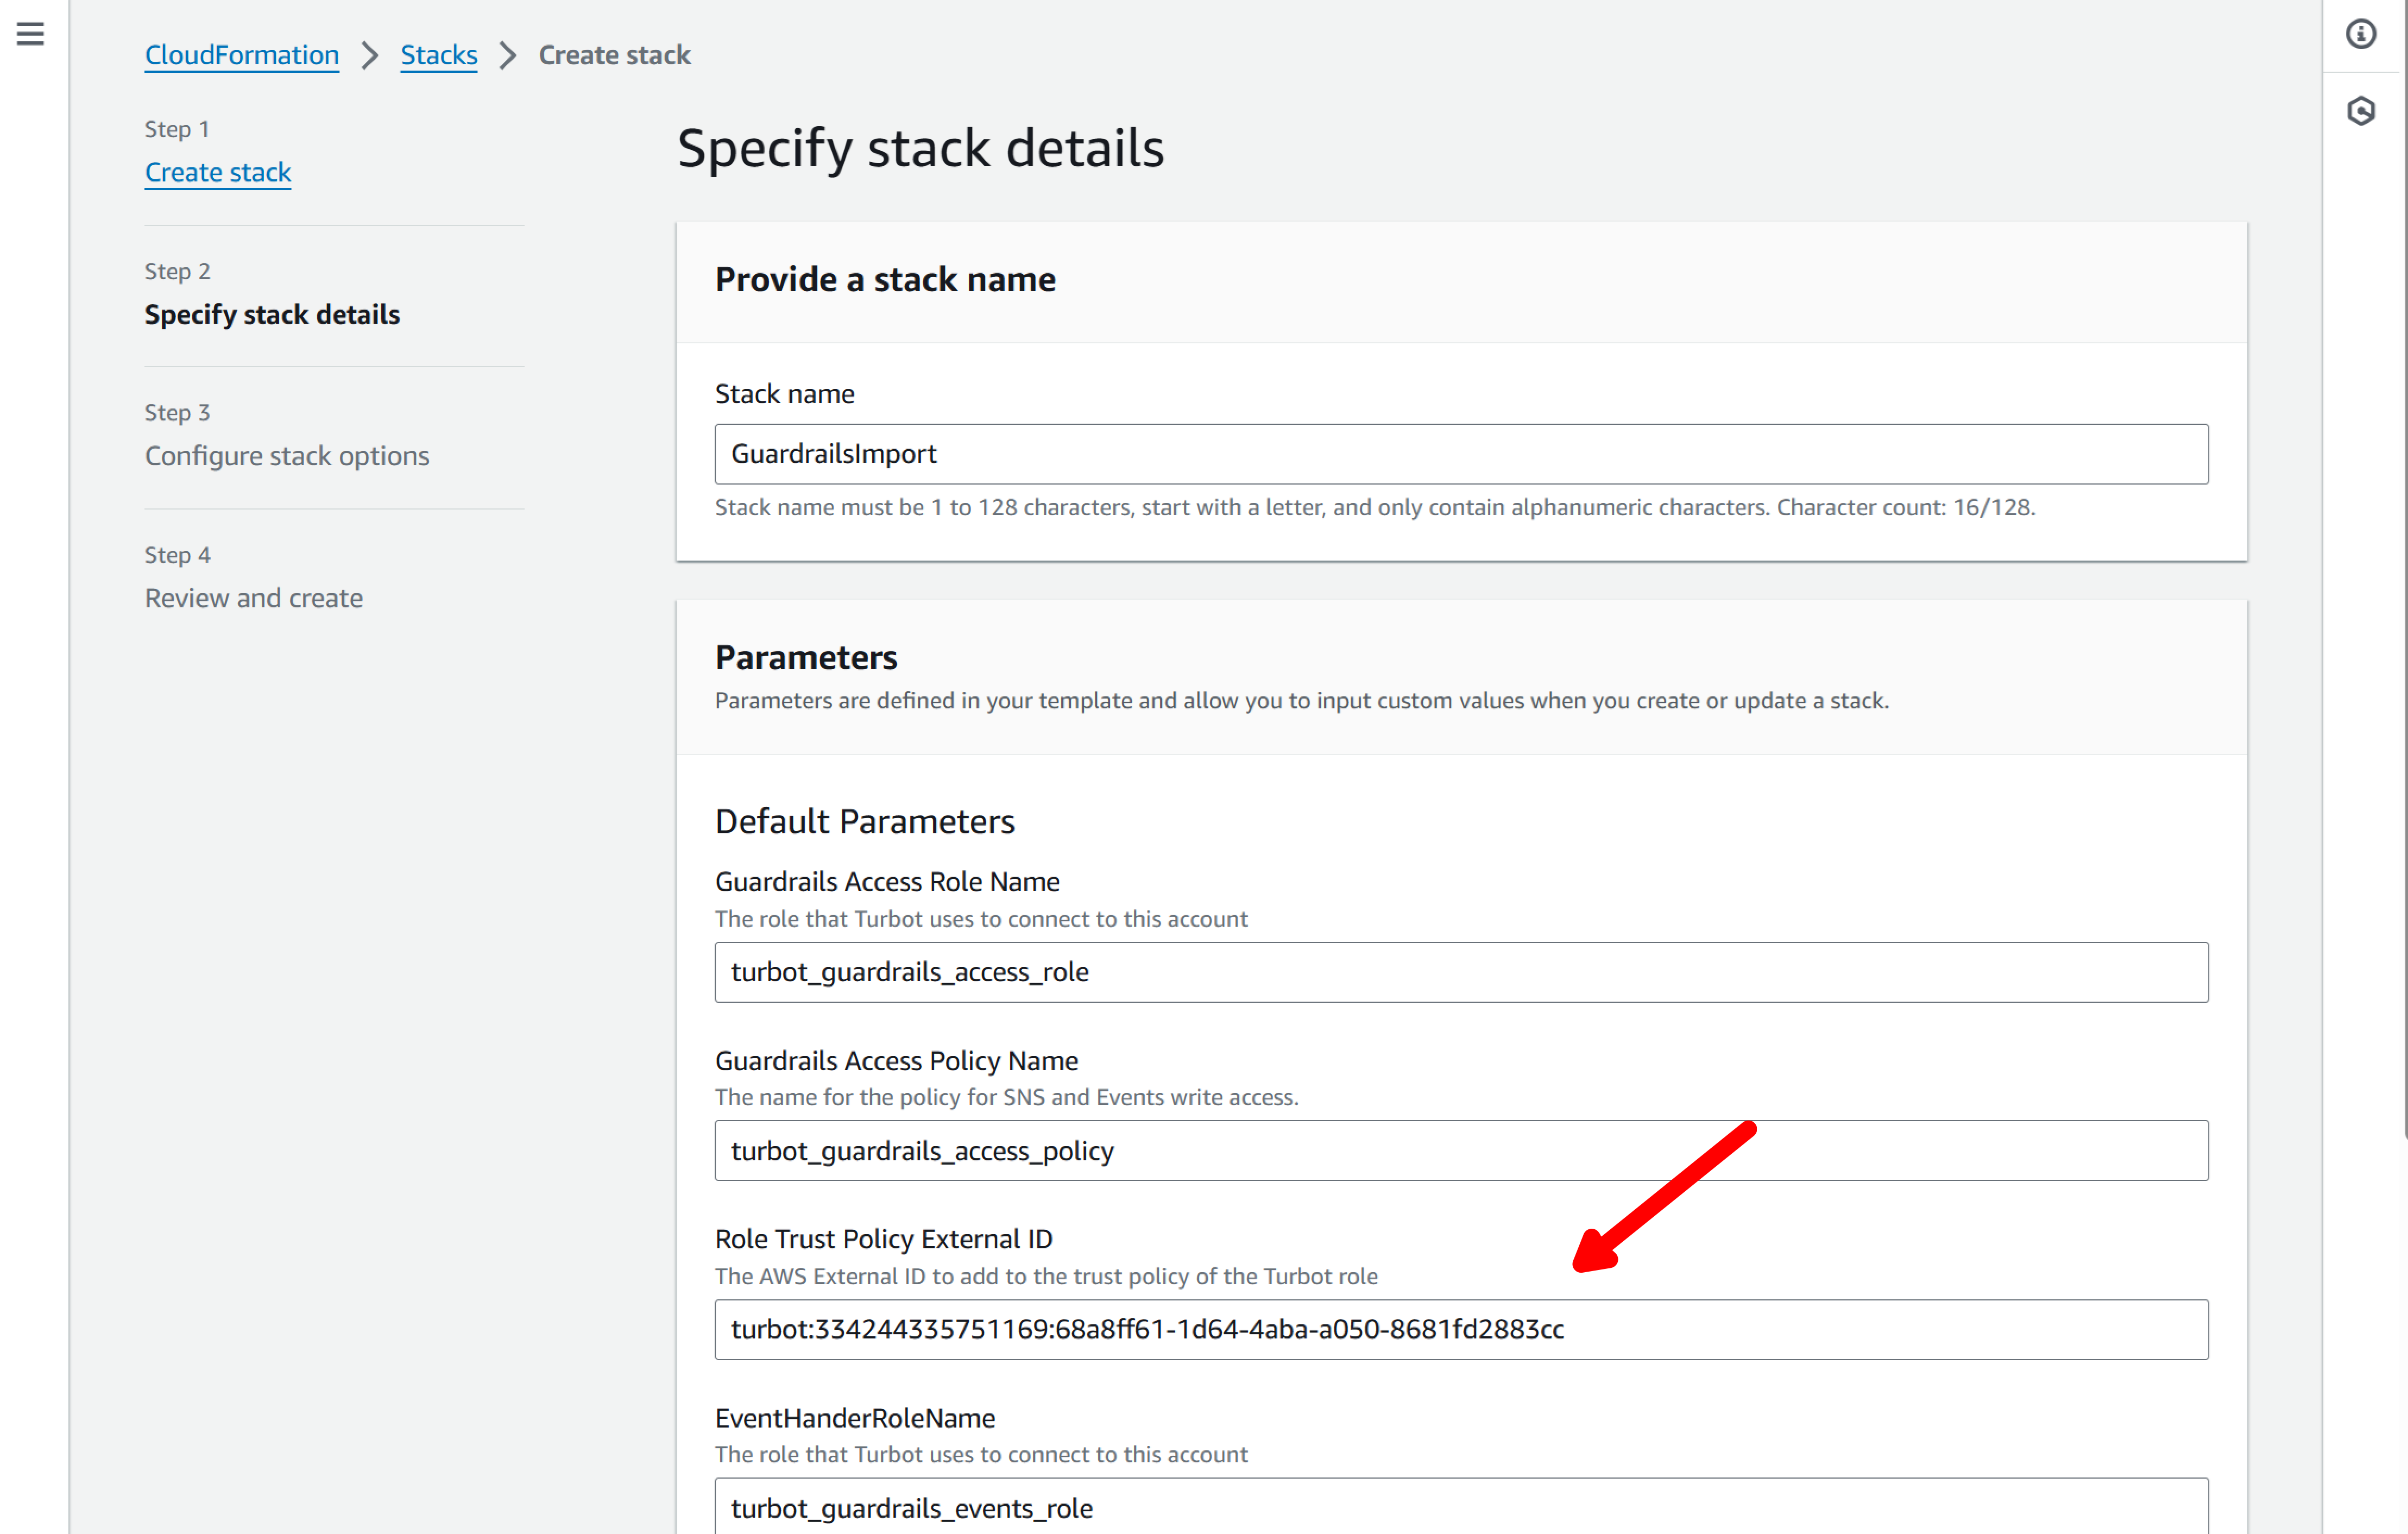 CloudFormation > Stacks > Create stack
Step 1
Create stack
Step 2
Specify stack details
Step 3
Configure stack options
Step 4
Review and create
Specify stack details
Provide a stack name
Stack name
GuardrailsImport
Stack name must be 1 to 128 characters, start with a letter, and only contain alphanumeric characters. Character count: 16/128.
Parameters
Parameters are defined in your template and allow you to input custom values when you create or update a stack.
Default Parameters
Guardrails Access Role Name
The role that Turbot uses to connect to this account
turbot_guardrails_access_role
Guardrails Access Policy Name
The name for the policy for SNS and Events write access.
turbot_guardrails_access_policy
Role Trust Policy External ID
The AWS External ID to add to the trust policy of the Turbot role
turbot:334244335751169:68a8ff61-1d64-4aba-a050-8681fd2883cc
EventHanderRoleName
The role that Turbot uses to connect to this account
turbot_guardrails_events_role